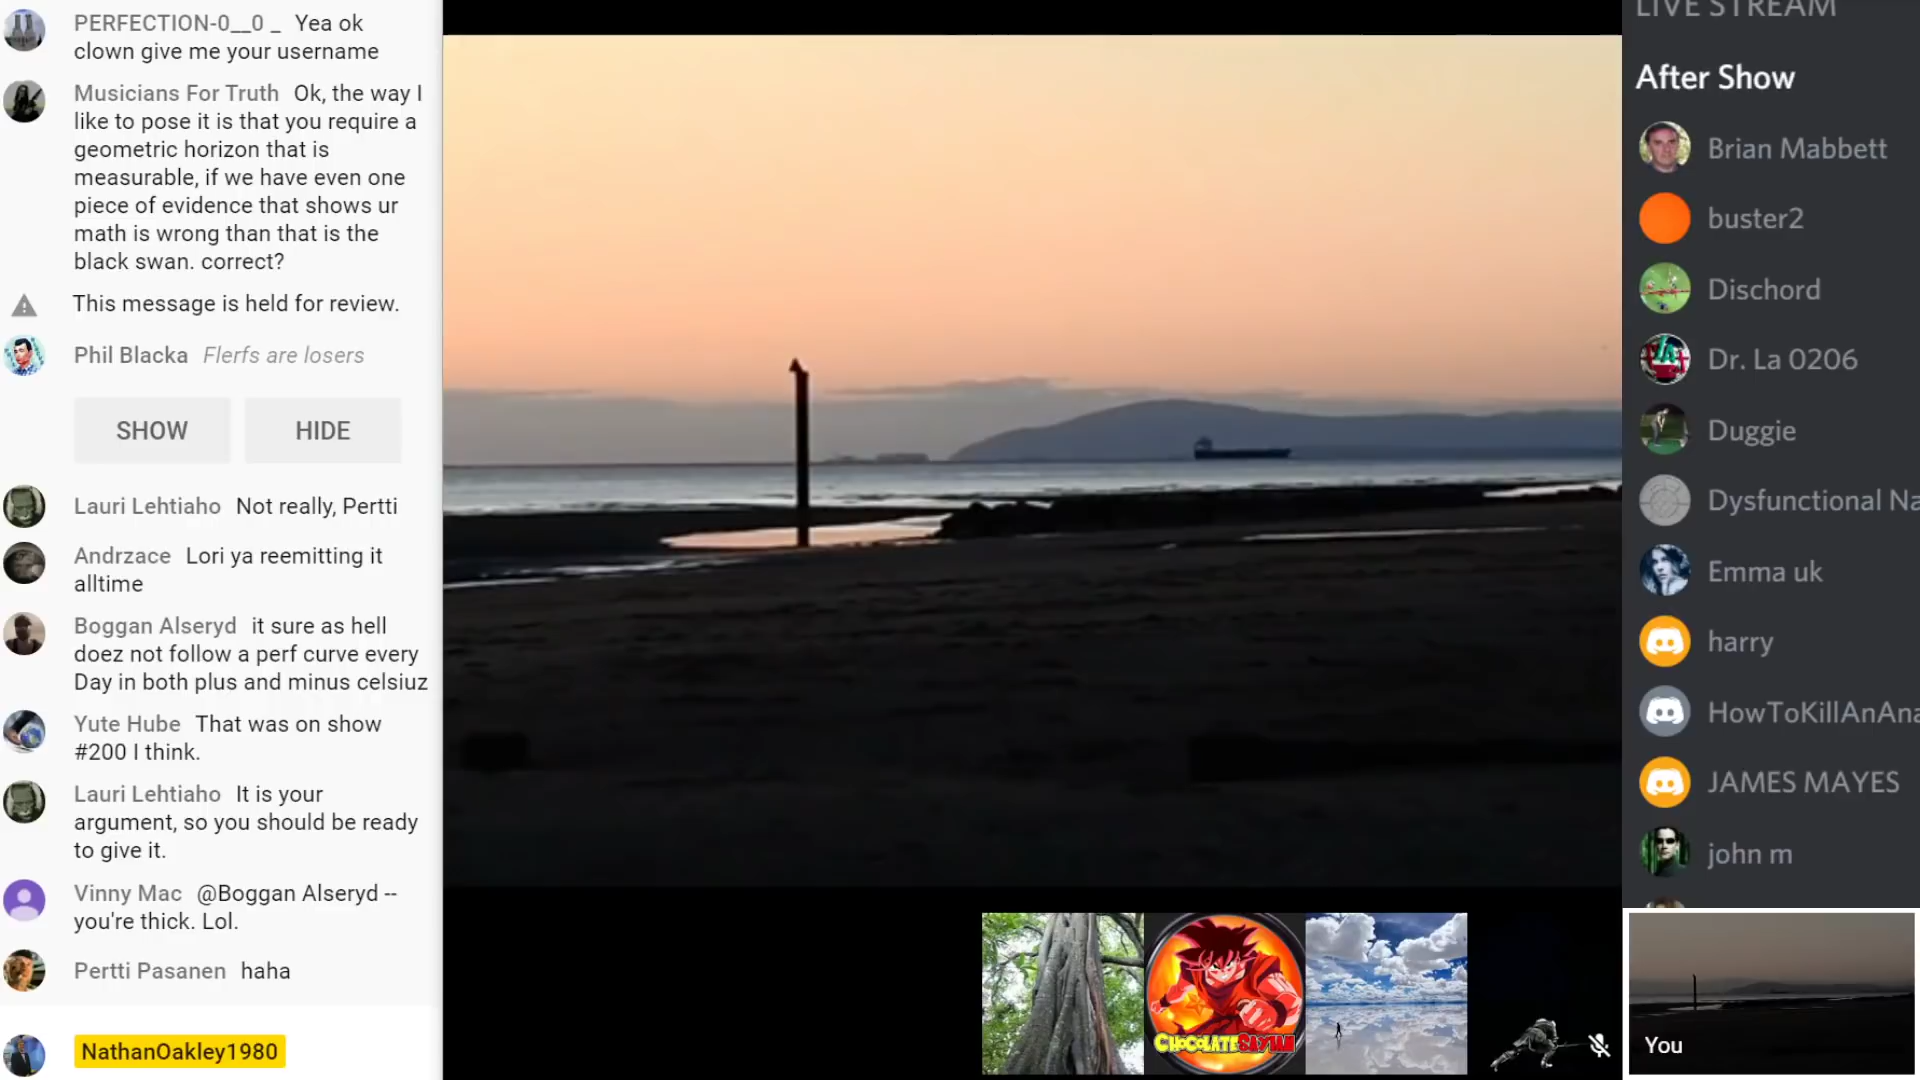 PERFECTION-0__0 _ Yea ok
clown give me your username
Musicians For Truth Ok, the way I
like to pose it is that you require a
geometric horizon that is
measurable, if we have even one
piece of evidence that shows ur
math is wrong than that is the
black swan. correct?
This message is held for review.
Phil Blacka Flerfs are losers
SHOW HIDE
Lauri Lehtiaho Not really, Pertti
Andrzace Lori ya reemitting it
alltime
Boggan Alseryd it sure as hell
doez not follow a perf curve every
Day in both plus and minus celsiuz
Yute Hube That was on show
#200 I think.
Lauri Lehtiaho It is your
argument, so you should be ready
to give it.
Vinny Mac @Boggan Alseryd --
you're thick. Lol.
Pertti Pasanen haha
NathanOakley1980
CHOCOLATESAYIAN
LIVE STREAM
After Show
Brian Mabbett
buster2
Dischord
Dr. La 0206
Duggie
Dysfunctional Na
Emma uk
harry
HowToKillAnAna
JAMES MAYES
john m
You